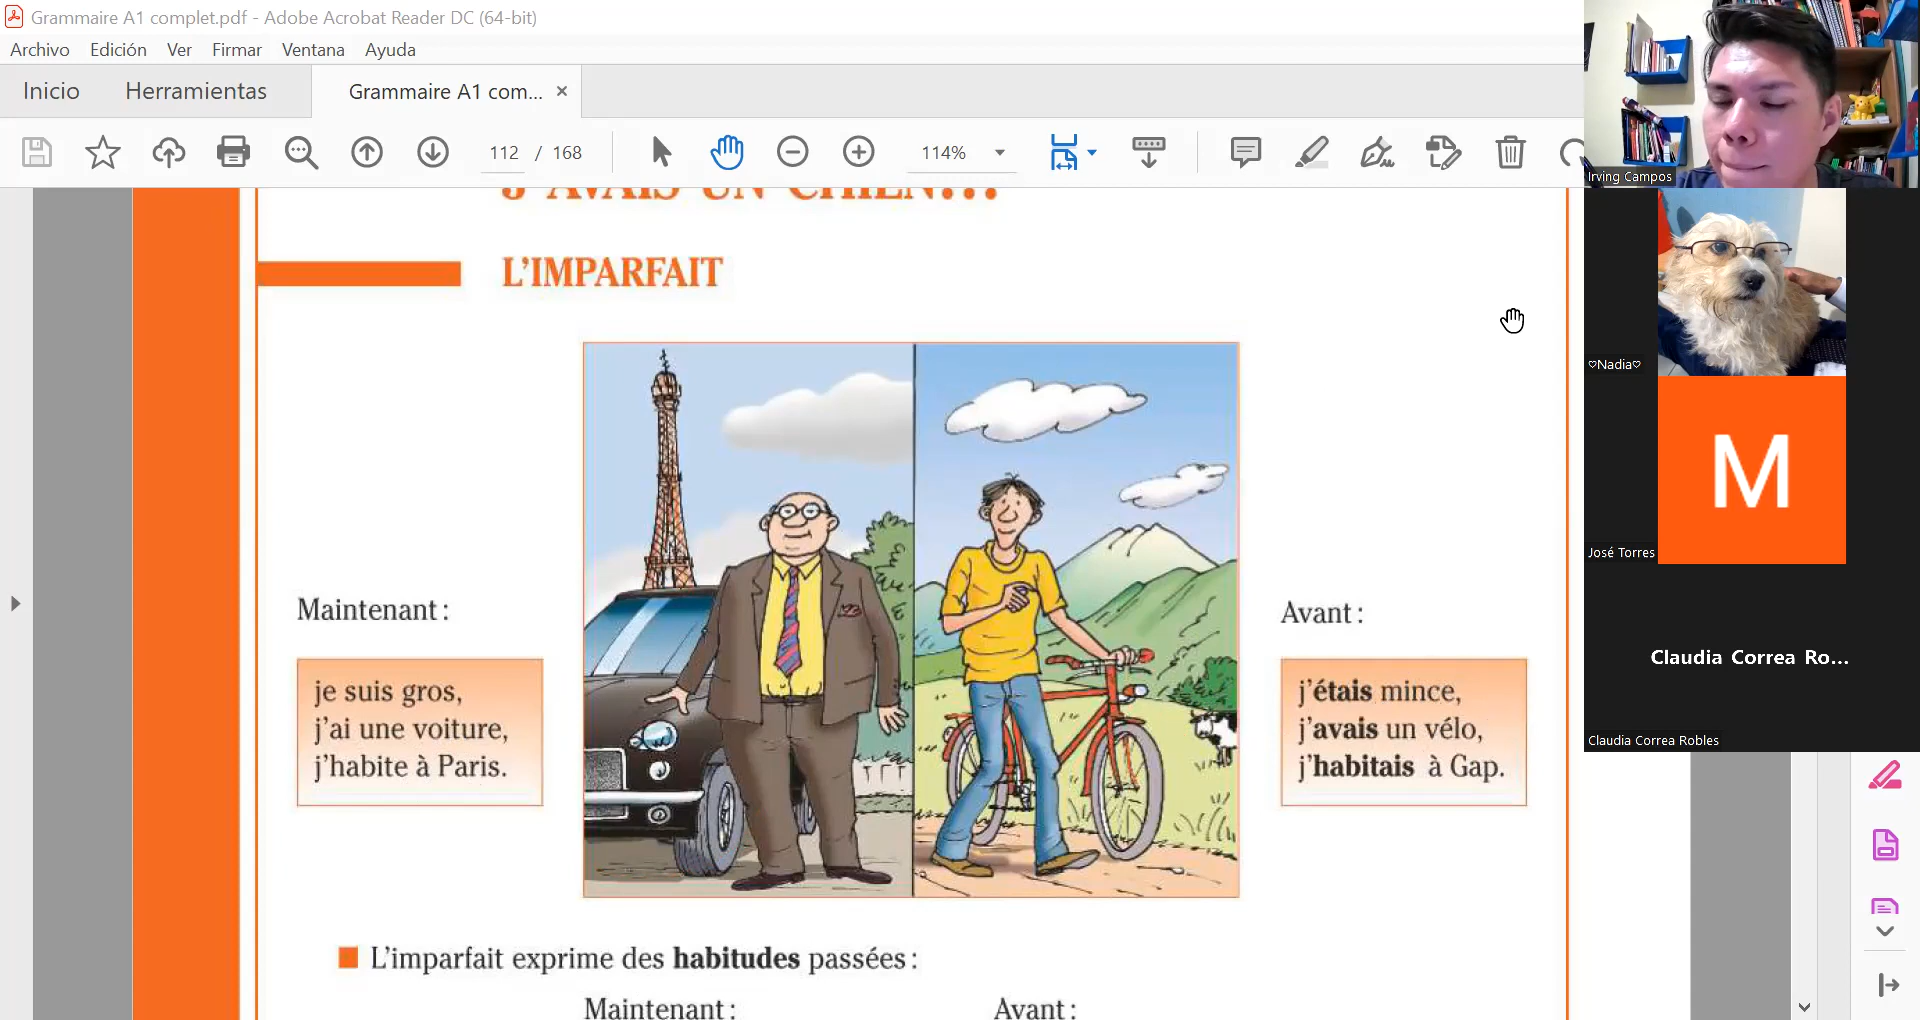 Grammaire A1 complet.pdf - Adobe Acrobat Reader DC (64-bit)
Archivo Edición Ver Firmar Ventana Ayuda
Inicio Herramientas Grammaire A1 com... ×
112 / 168 114%
J'AVAIS UN CHIEN...
L'IMPARFAIT
Maintenant :
je suis gros,
j'ai une voiture,
j'habite à Paris.
Avant :
j'étais mince,
j'avais un vélo,
j'habitais à Gap.
L'imparfait exprime des habitudes passées :
Maintenant : Avant :
Irving Campos
♡Nadia♡
M
José Torres
Claudia Correa Ro...
Claudia Correa Robles